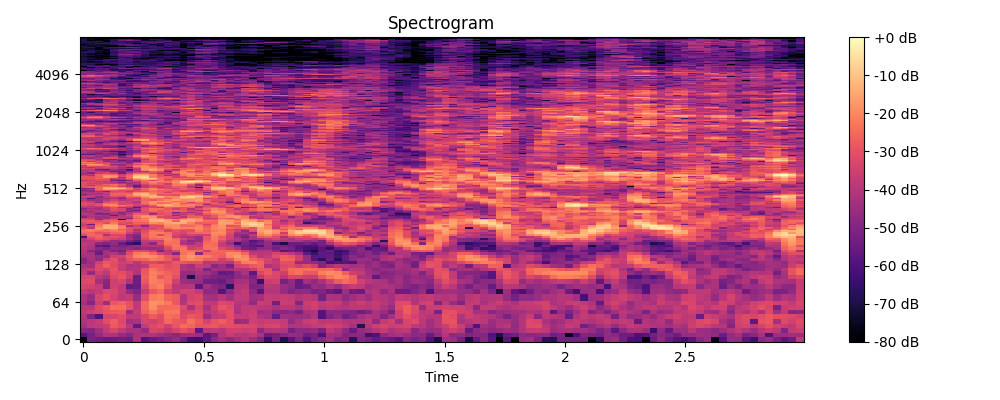 Spectrogram
Hz
4096
2048
1024
512
256
128
64
0
0
0.5
1
1.5
2
2.5
Time
+0 dB
-10 dB
-20 dB
-30 dB
-40 dB
-50 dB
-60 dB
-70 dB
-80 dB